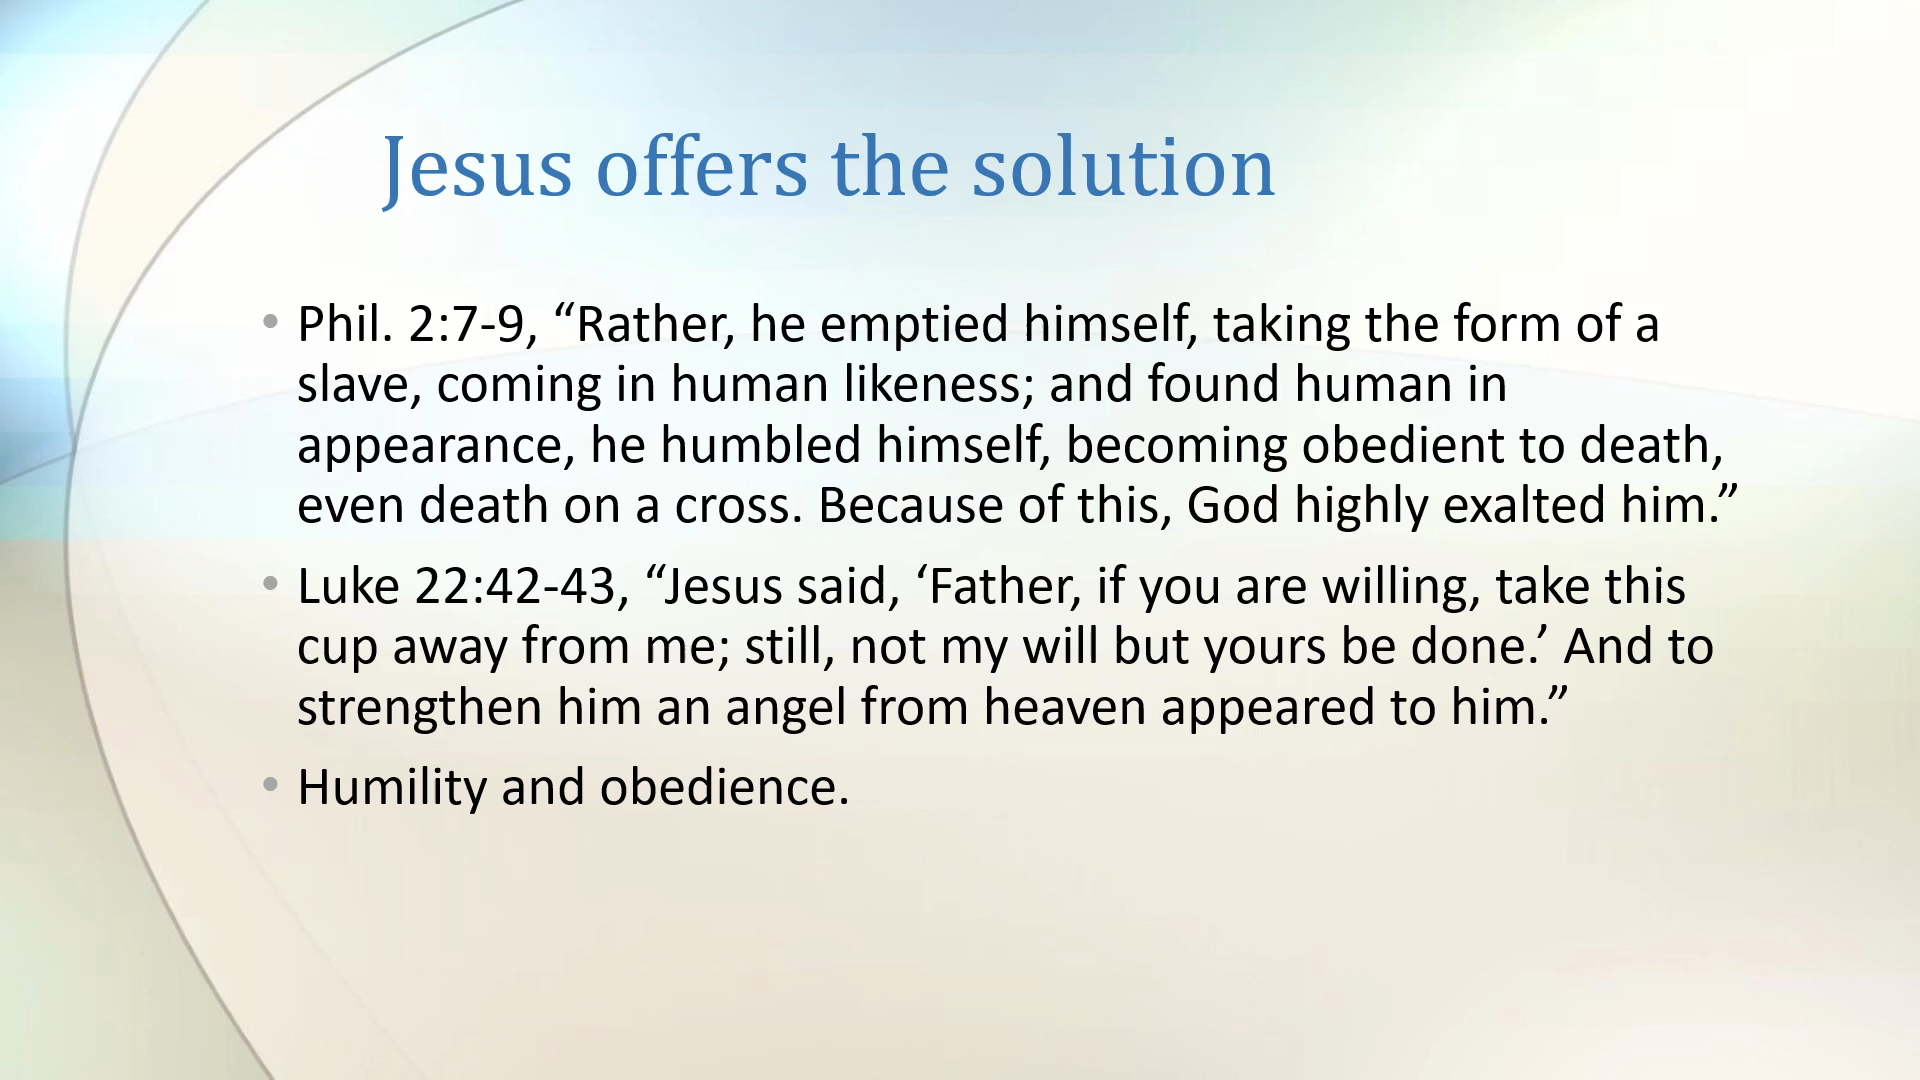 Jesus offers the solution
• Phil. 2:7-9, “Rather, he emptied himself, taking the form of a
slave, coming in human likeness; and found human in
appearance, he humbled himself, becoming obedient to death,
even death on a cross. Because of this, God highly exalted him.”
• Luke 22:42-43, “Jesus said, ‘Father, if you are willing, take this
cup away from me; still, not my will but yours be done.’ And to
strengthen him an angel from heaven appeared to him.”
• Humility and obedience.